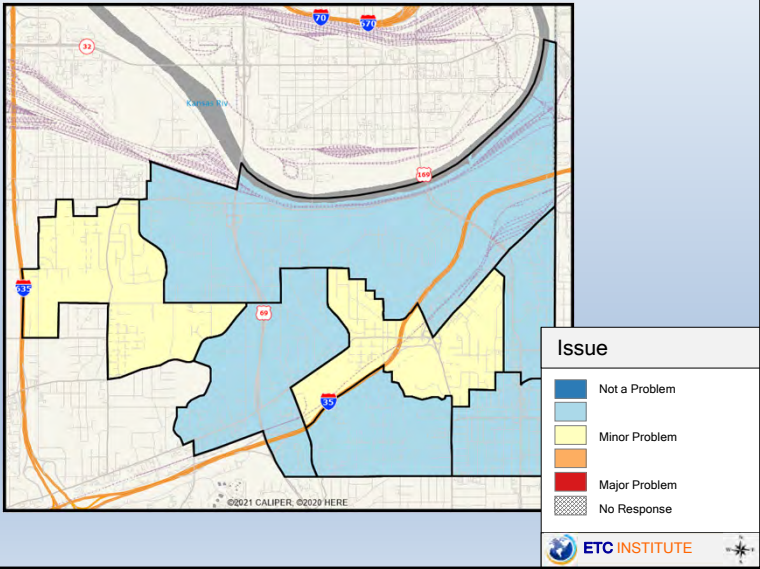 70
670
32
Kansas Riv
169
635
69
35
©2021 CALIPER, ©2020 HERE
Issue
Not a Problem
Minor Problem
Major Problem
No Response
ETC INSTITUTE